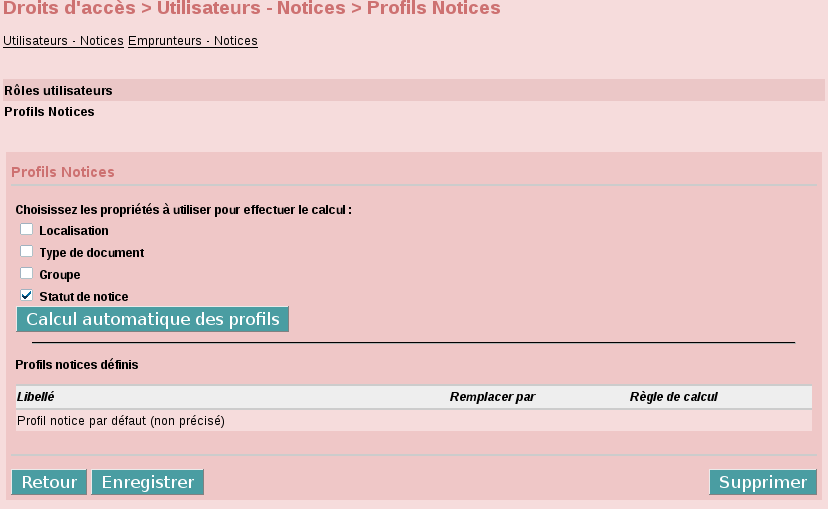 Droits d'accès > Utilisateurs - Notices > Profils Notices
Utilisateurs - Notices Emprunteurs - Notices
Rôles utilisateurs
Profils Notices
Profils Notices
Choisissez les propriétés à utiliser pour effectuer le calcul :
Localisation
Type de document
Groupe
Statut de notice
Calcul automatique des profils
Profils notices définis
Libellé Remplacer par Règle de calcul
Profil notice par défaut (non précisé)
Retour Enregistrer Supprimer